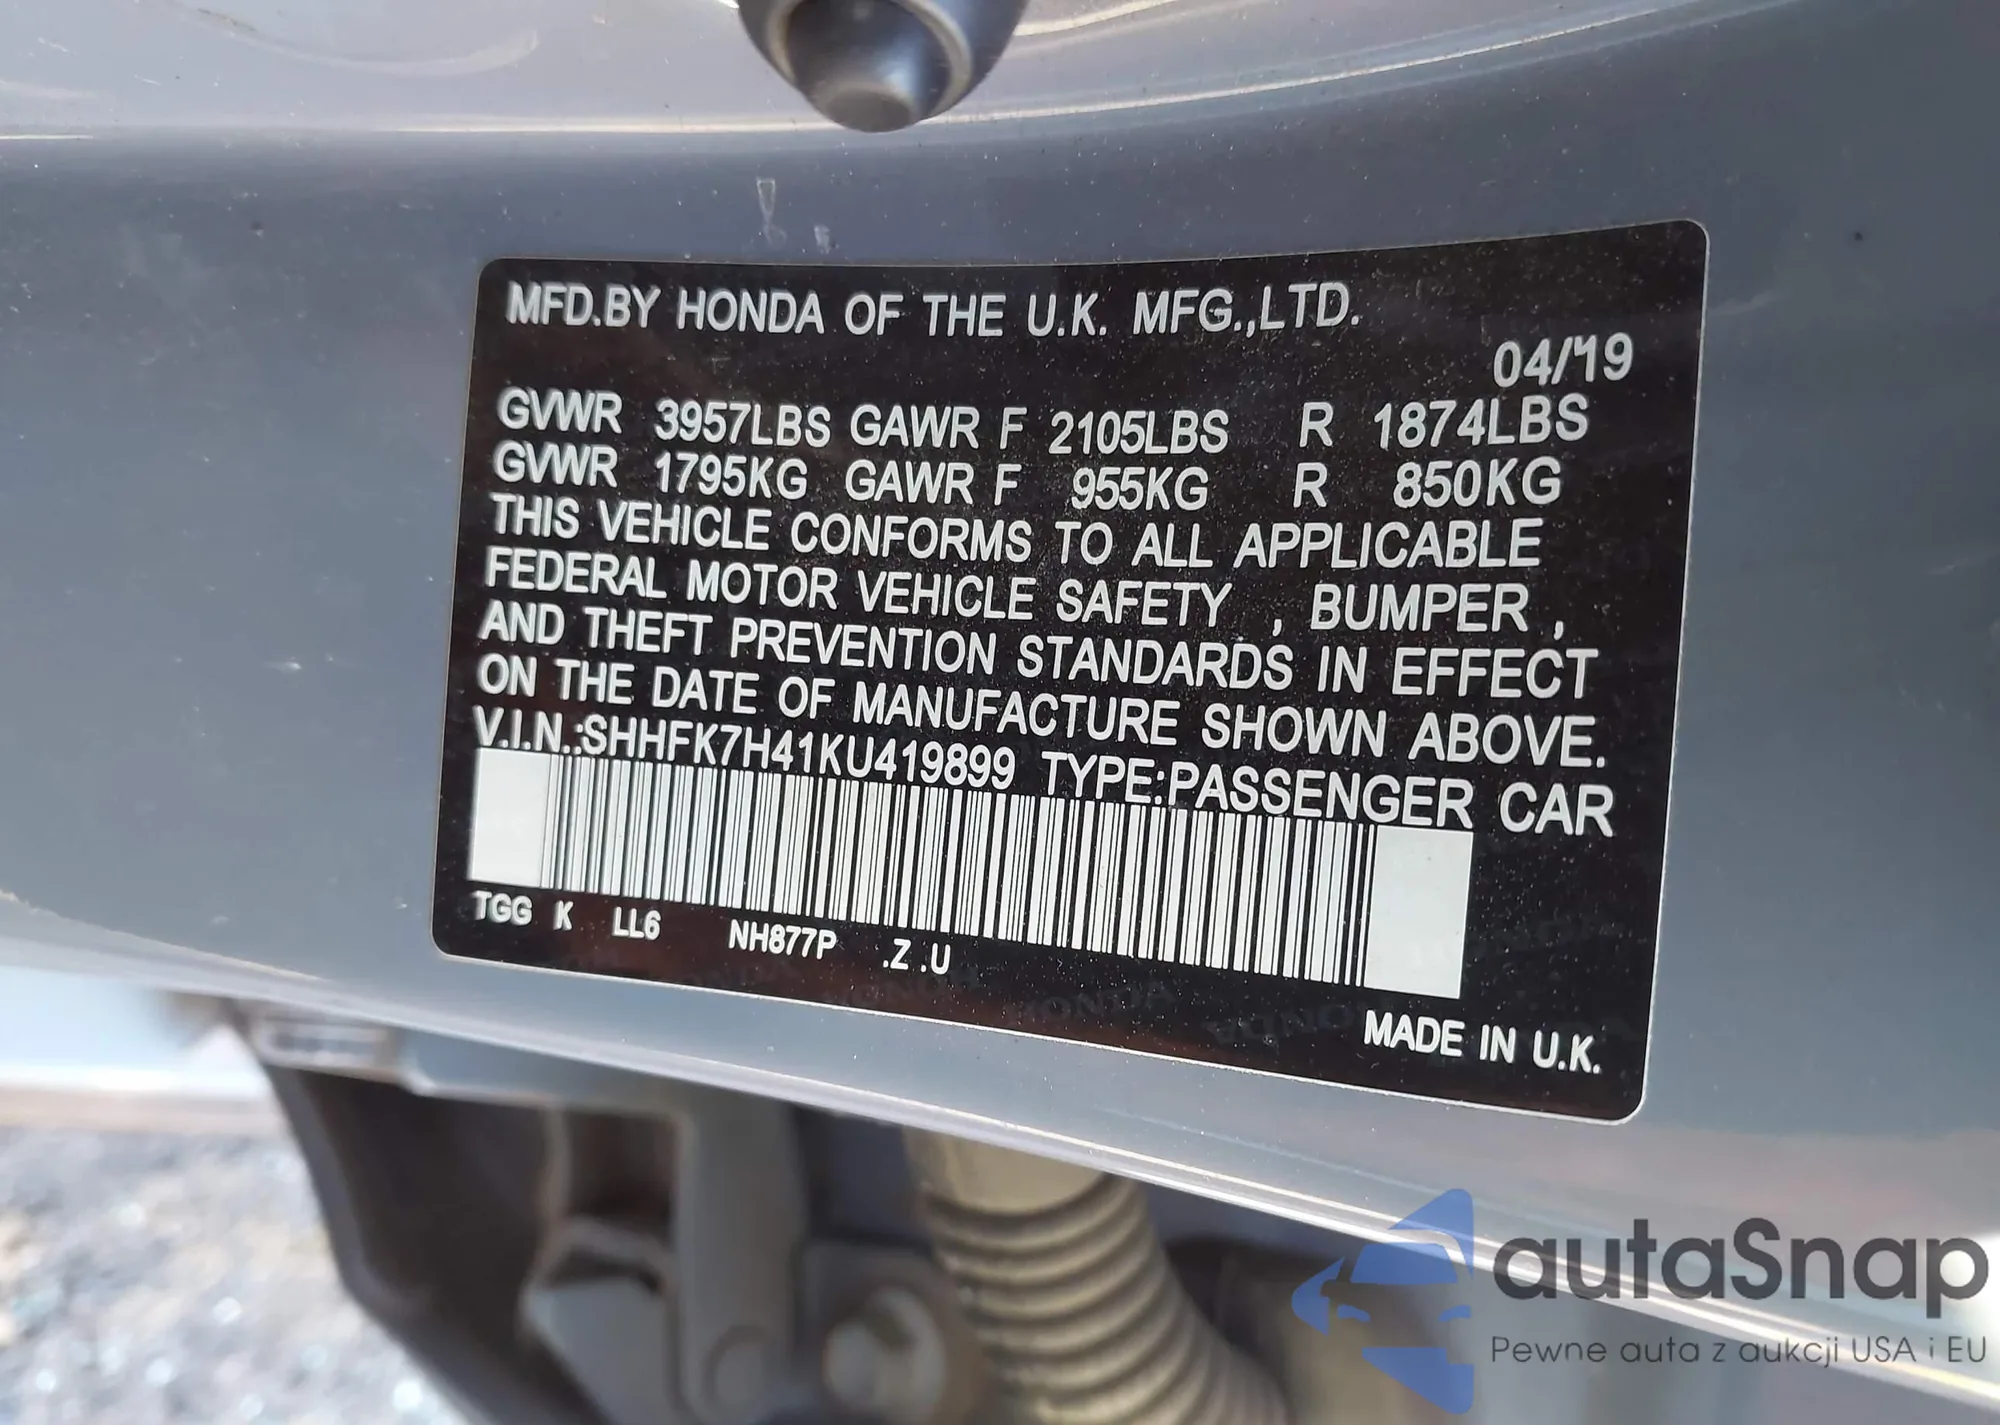 MFD.BY HONDA OF THE U.K. MFG.,LTD.
04/19
GVWR 3957LBS GAWR F 2105LBS R 1874LBS
GVWR 1795KG GAWR F 955KG R 850KG
THIS VEHICLE CONFORMS TO ALL APPLICABLE
FEDERAL MOTOR VEHICLE SAFETY , BUMPER ,
AND THEFT PREVENTION STANDARDS IN EFFECT
ON THE DATE OF MANUFACTURE SHOWN ABOVE.
V.I.N.:SHHFK7H41KU419899 TYPE:PASSENGER CAR
TGG K LL6 NH877P .Z .U
HONDA HONDA HONDA
MADE IN U.K.
autaSnap
Pewne auta z aukcji USA i EU